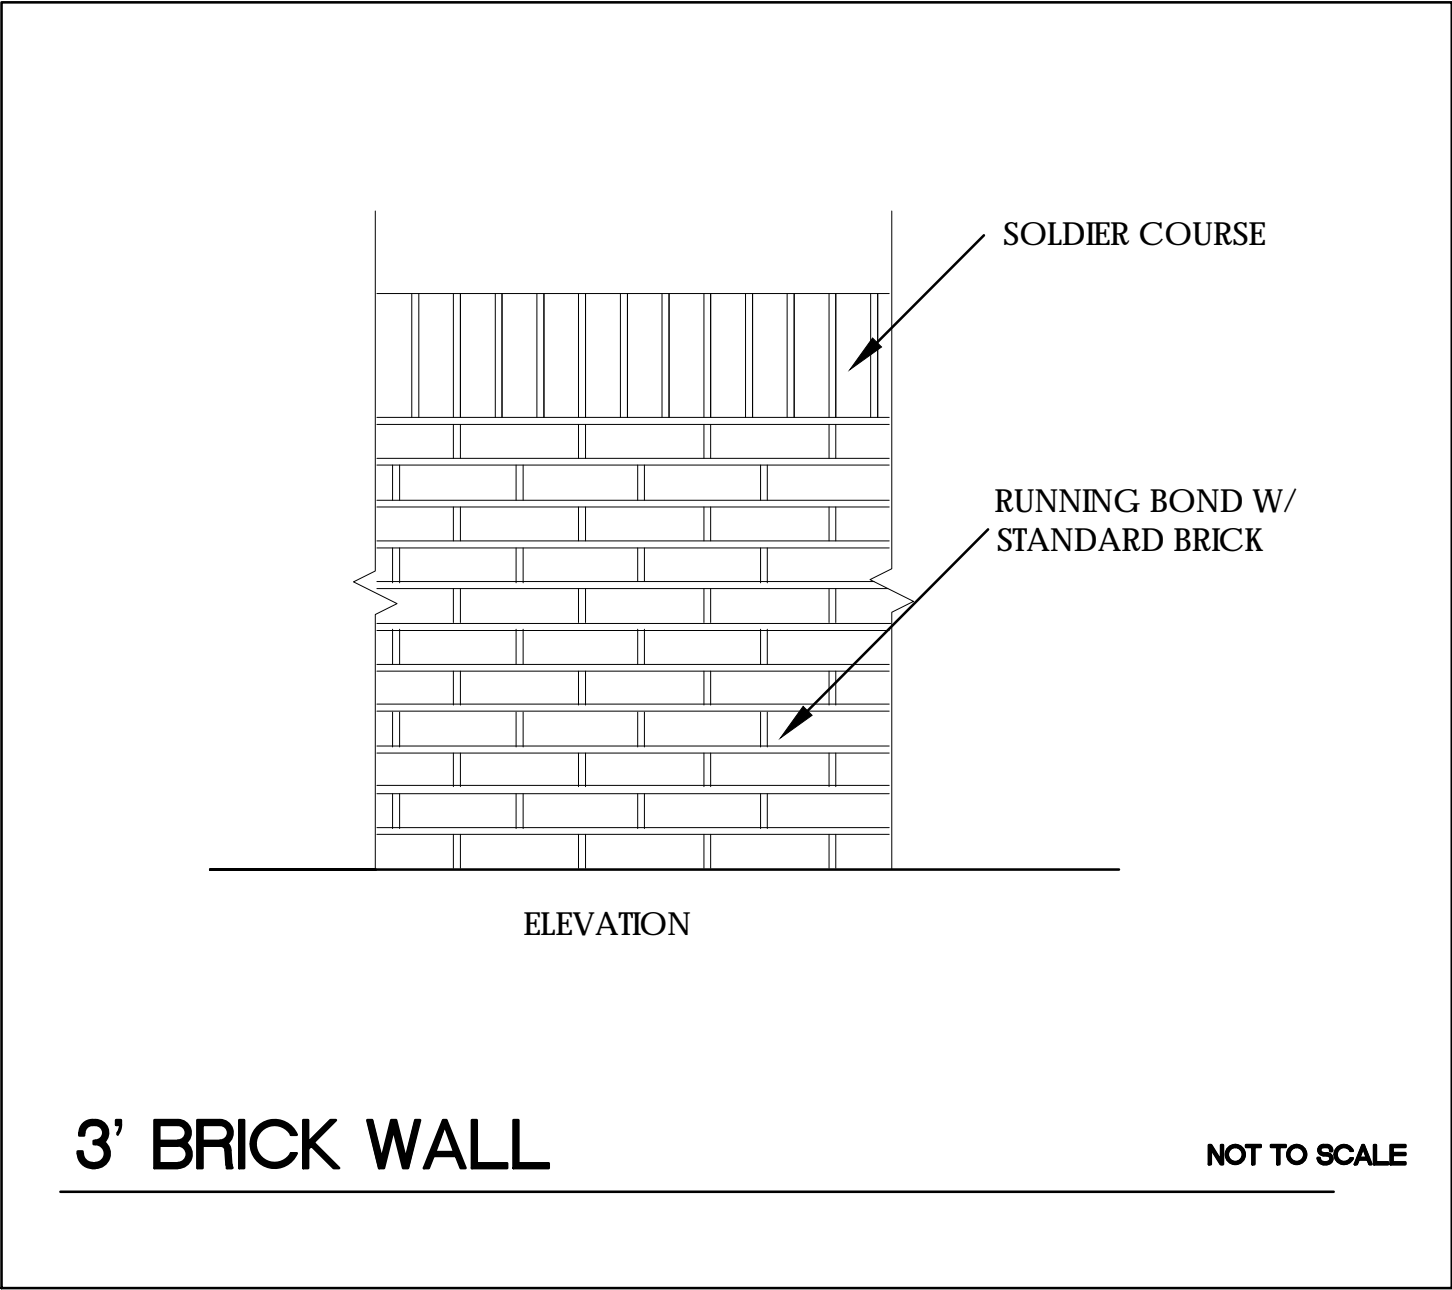 SOLDIER COURSE
RUNNING BOND W/
STANDARD BRICK
ELEVATION
3' BRICK WALL
NOT TO SCALE